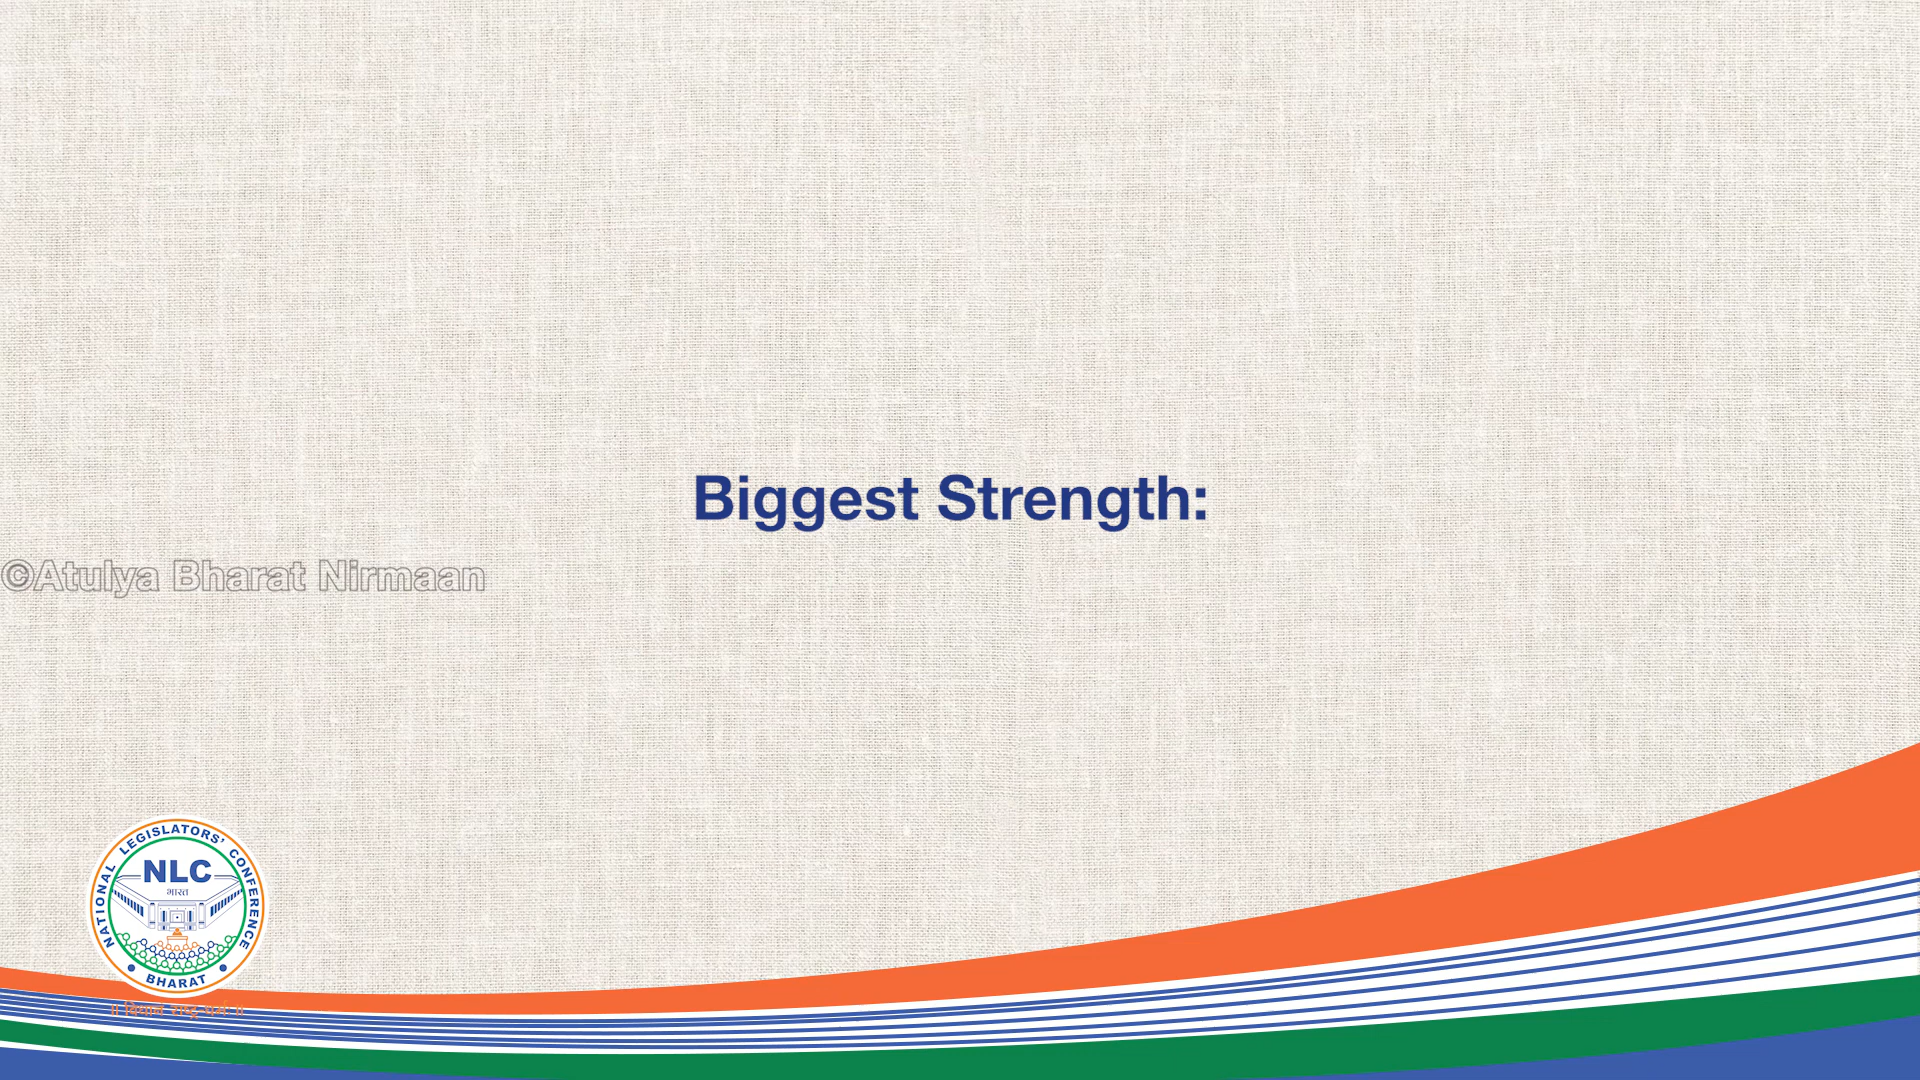 Biggest Strength:
©Atulya Bharat Nirmaan
NATIONAL LEGISLATORS' CONFERENCE
NLC
भारत
BHARAT